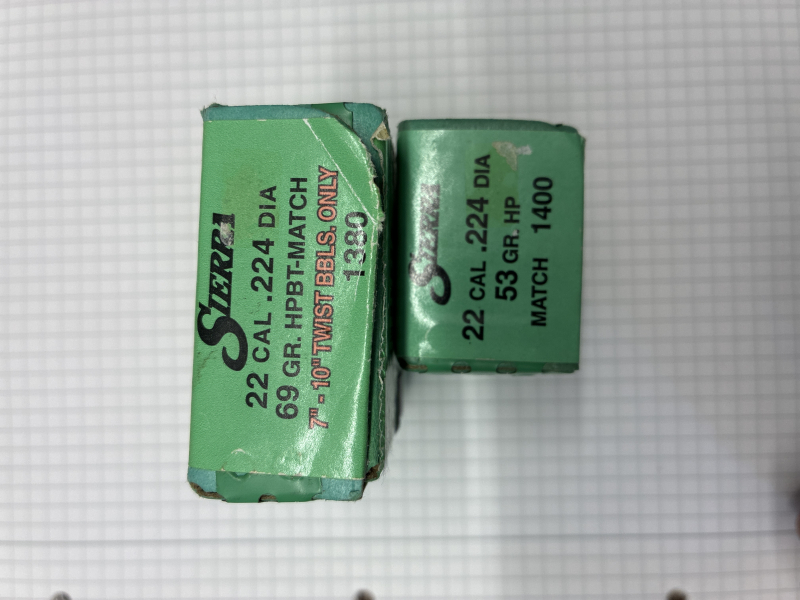 SIERRA
22 CAL .224 DIA
69 GR. HPBT-MATCH
7" - 10" TWIST BBLS. ONLY
1380
SIERRA
22 CAL .224 DIA
53 GR. HP
MATCH 1400